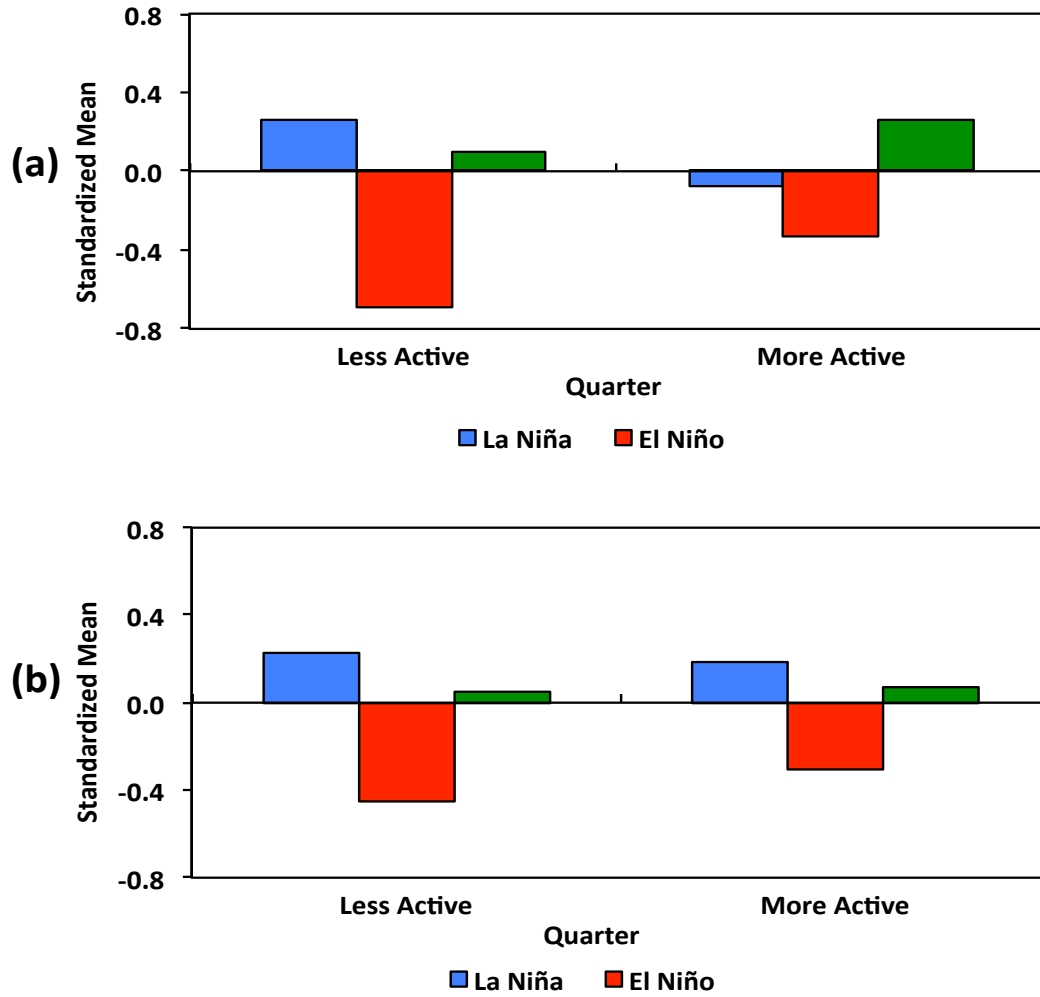 (a)
Standardized Mean
0.8
0.4
0.0
-0.4
-0.8
Less Active More Active
Quarter
La Niña El Niño
(b)
Standardized Mean
0.8
0.4
0.0
-0.4
-0.8
Less Active More Active
Quarter
La Niña El Niño